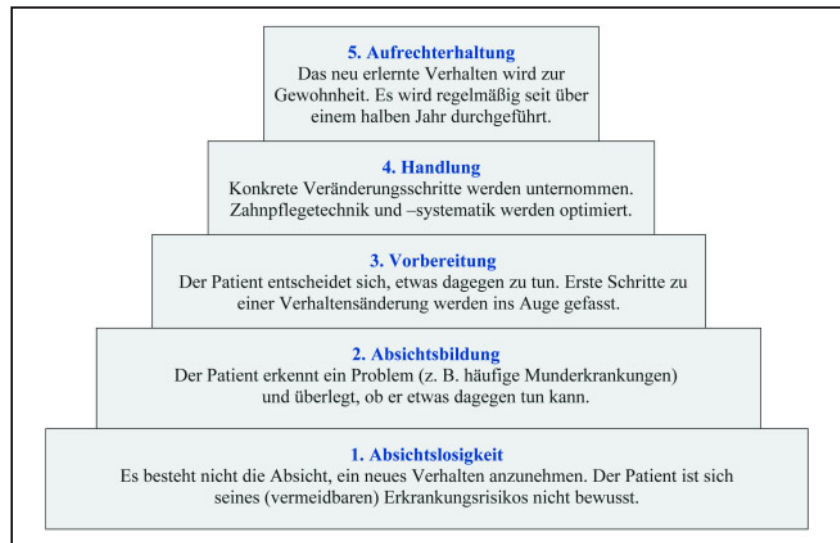 5. Aufrechterhaltung
Das neu erlernte Verhalten wird zur
Gewohnheit. Es wird regelmäßig seit über
einem halben Jahr durchgeführt.
4. Handlung
Konkrete Veränderungsschritte werden unternommen.
Zahnpflegetechnik und –systematik werden optimiert.
3. Vorbereitung
Der Patient entscheidet sich, etwas dagegen zu tun. Erste Schritte zu
einer Verhaltensänderung werden ins Auge gefasst.
2. Absichtsbildung
Der Patient erkennt ein Problem (z. B. häufige Munderkrankungen)
und überlegt, ob er etwas dagegen tun kann.
1. Absichtslosigkeit
Es besteht nicht die Absicht, ein neues Verhalten anzunehmen. Der Patient ist sich
seines (vermeidbaren) Erkrankungsrisikos nicht bewusst.